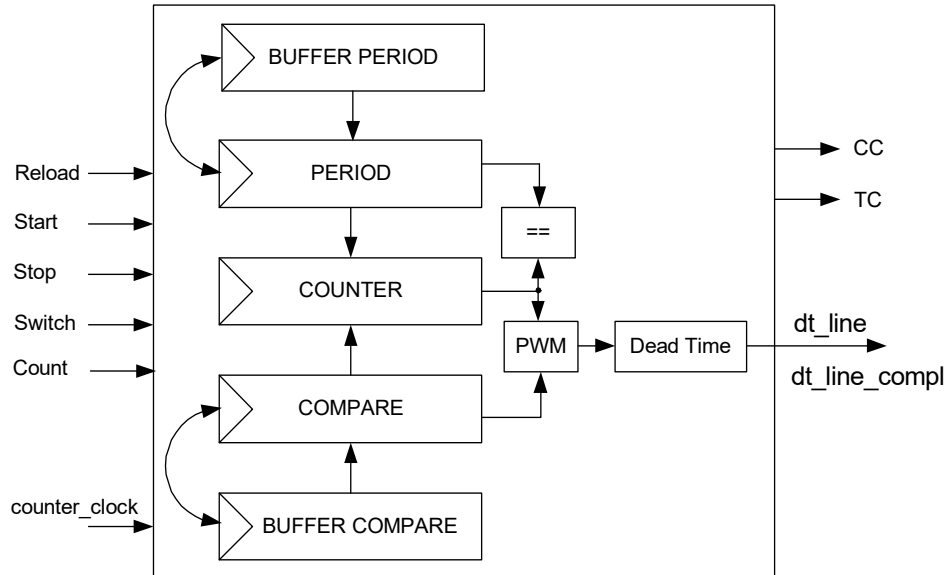 BUFFER PERIOD
PERIOD
==
COUNTER
PWM
Dead Time
COMPARE
BUFFER COMPARE
Reload
Start
Stop
Switch
Count
counter_clock
CC
TC
dt_line
dt_line_compl